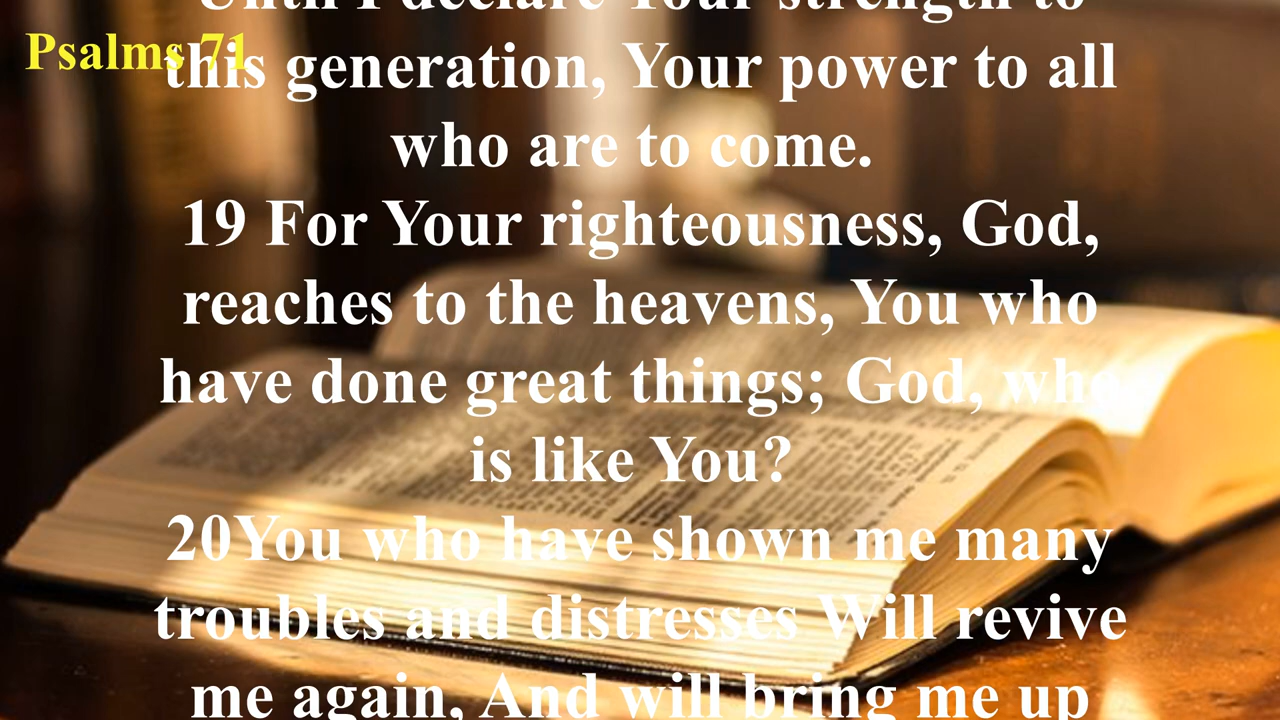 Until I declare Your strength to
Psalms 71
this generation, Your power to all
who are to come.
19 For Your righteousness, God,
reaches to the heavens, You who
have done great things; God, who
is like You?
20You who have shown me many
troubles and distresses Will revive
me again, And will bring me up